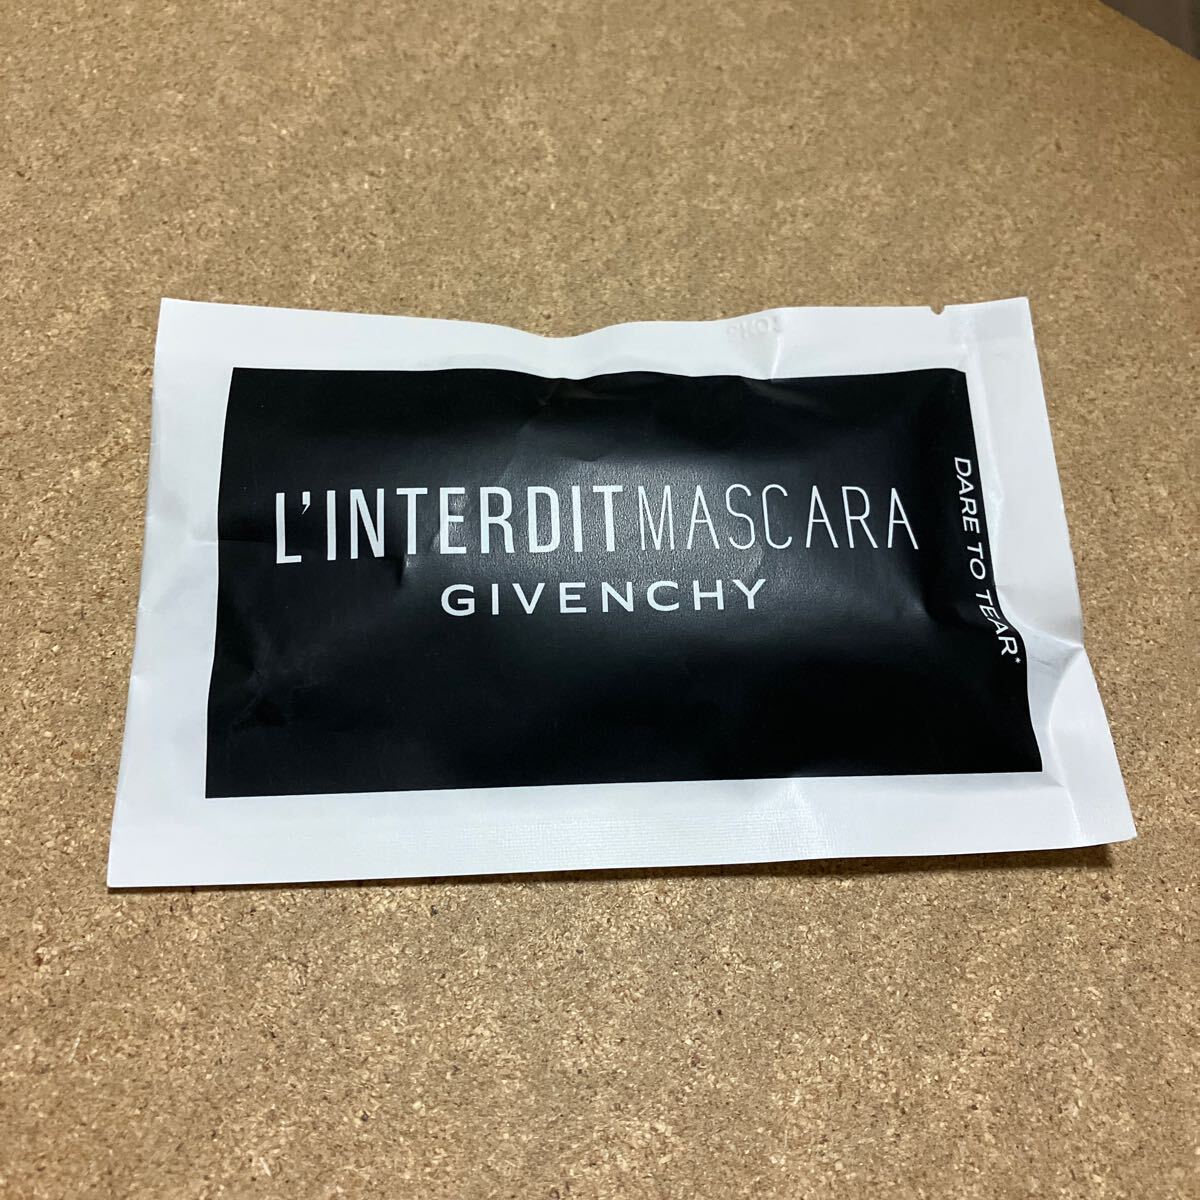 L'INTERDITMASCARA
GIVENCHY
DARE TO TEAR*